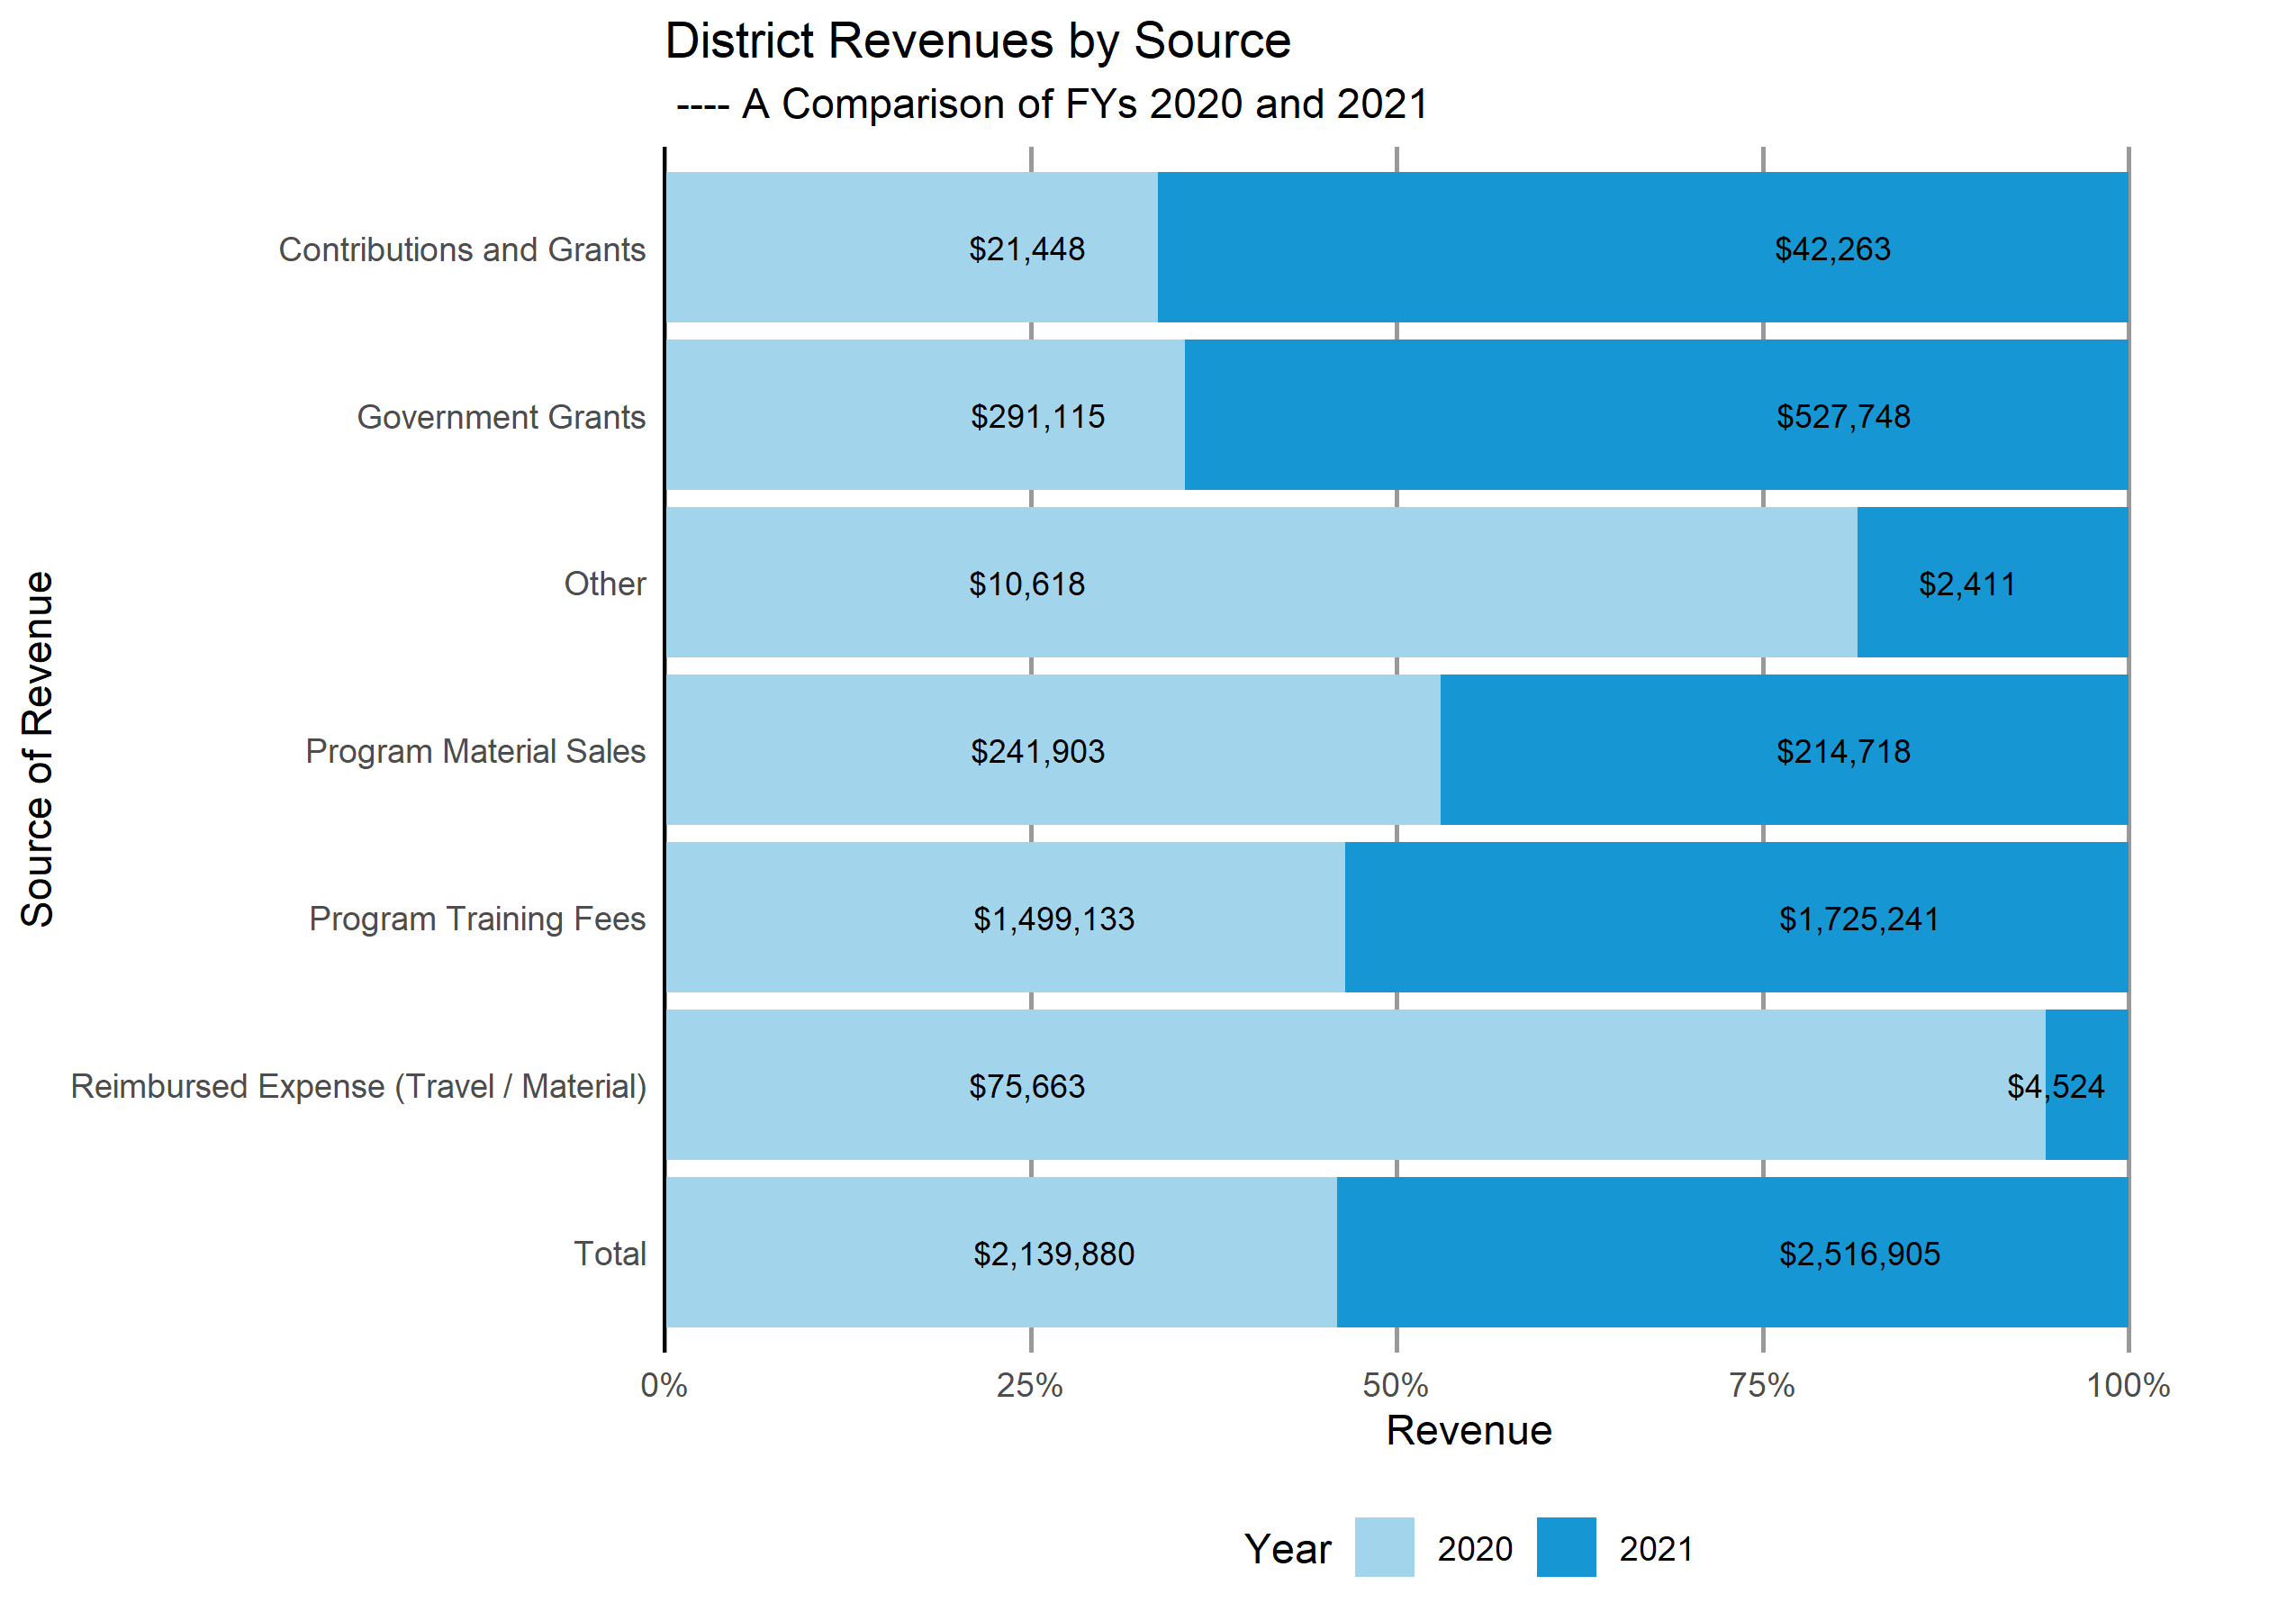 District Revenues by Source
---- A Comparison of FYs 2020 and 2021
Source of Revenue
Contributions and Grants $21,448 $42,263
Government Grants $291,115 $527,748
Other $10,618 $2,411
Program Material Sales $241,903 $214,718
Program Training Fees $1,499,133 $1,725,241
Reimbursed Expense (Travel / Material) $75,663 $4,524
Total $2,139,880 $2,516,905
0% 25% 50% 75% 100%
Revenue
Year 2020 2021